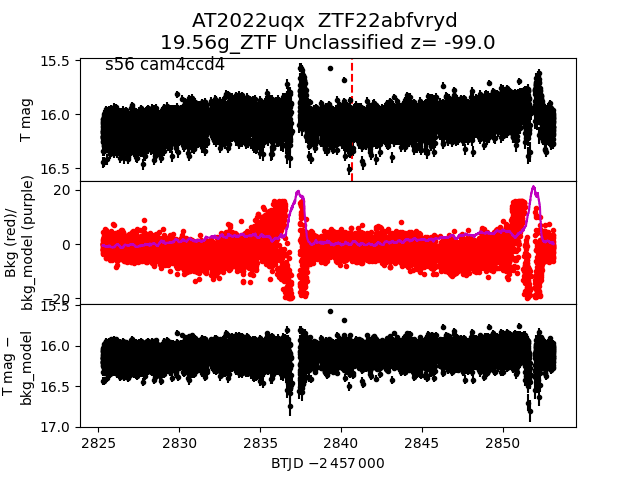 AT2022uqx  ZTF22abfvryd
19.56g_ZTF Unclassified z= -99.0
s56 cam4ccd4
T mag
15.5
16.0
16.5
Bkg (red)/
bkg_model (purple)
20
0
−20
T mag −
bkg_model
15.5
16.0
16.5
17.0
2825
2830
2835
2840
2845
2850
BTJD −2 457 000